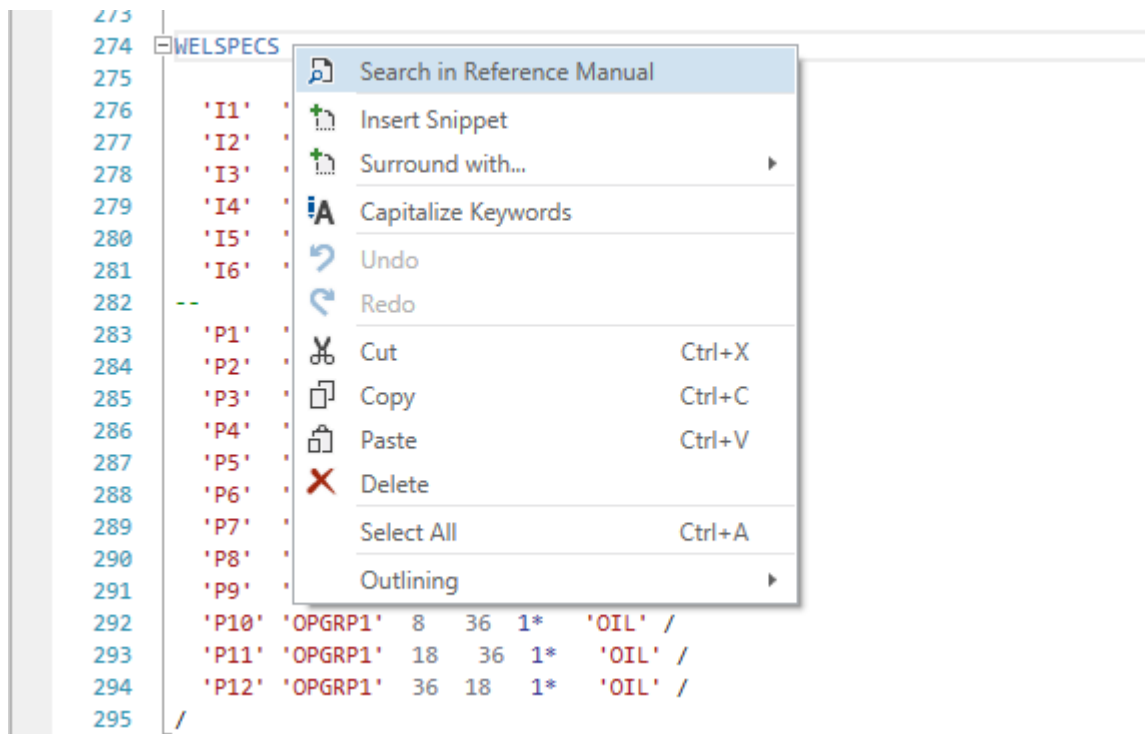 273
274 WELSPECS
275
276 'I1' '
277 'I2' '
278 'I3' '
279 'I4' '
280 'I5' '
281 'I6' '
282 --
283 'P1' '
284 'P2' '
285 'P3' '
286 'P4' '
287 'P5' '
288 'P6' '
289 'P7' '
290 'P8' '
291 'P9' '
292 'P10' 'OPGRP1' 8 36 1* 'OIL' /
293 'P11' 'OPGRP1' 18 36 1* 'OIL' /
294 'P12' 'OPGRP1' 36 18 1* 'OIL' /
295 /
Search in Reference Manual
Insert Snippet
Surround with...
Capitalize Keywords
Undo
Redo
Cut Ctrl+X
Copy Ctrl+C
Paste Ctrl+V
Delete
Select All Ctrl+A
Outlining